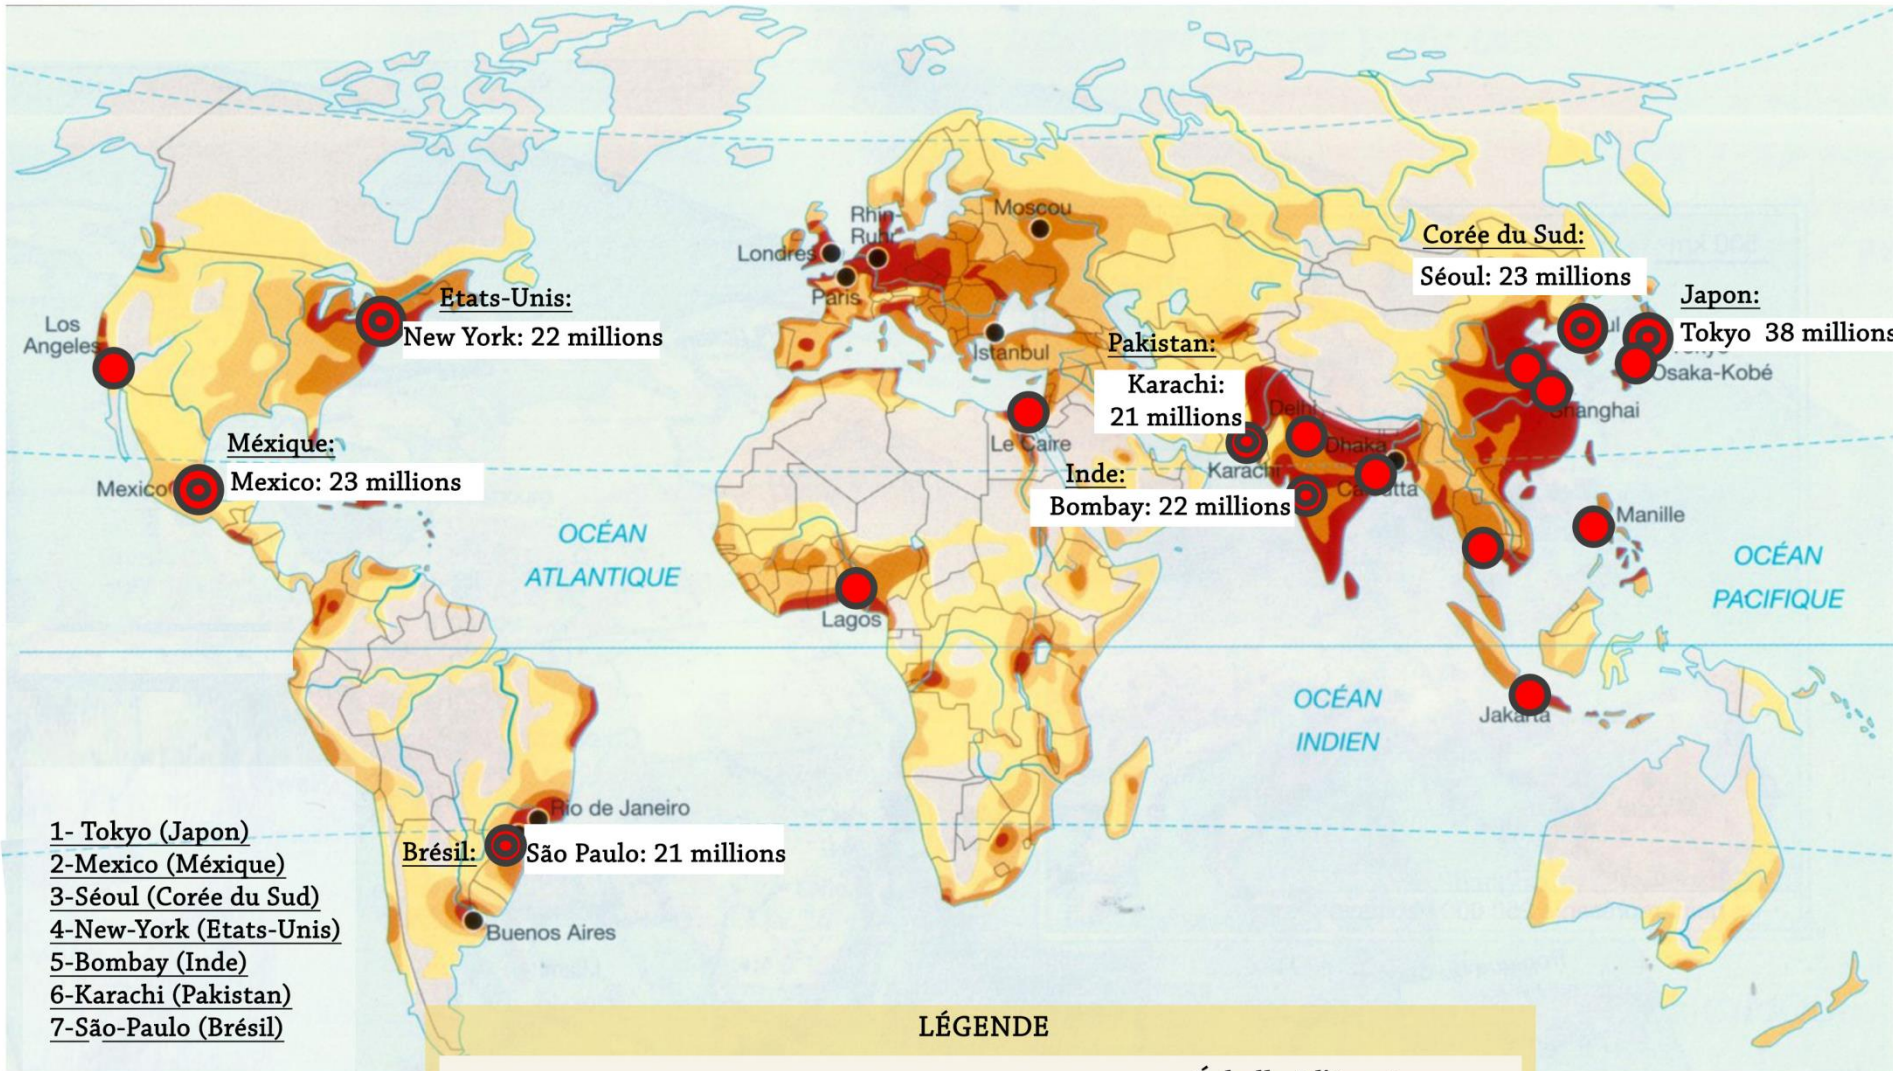 Rhin-
Ruhr
Moscou
Londres
Paris
Istanbul
Corée du Sud:
Séoul: 23 millions
Japon:
Tokyo 38 millions
Osaka-Kobé
Shanghai
Etats-Unis:
New York: 22 millions
Los
Angeles
Pakistan:
Karachi:
21 millions
Delhi
Dhaka
Karachi
Calcutta
Le Caire
Inde:
Bombay: 22 millions
Méxique:
Mexico: 23 millions
Mexico
Manille
OCÉAN
ATLANTIQUE
OCÉAN
PACIFIQUE
Lagos
OCÉAN
INDIEN
Jakarta
Rio de Janeiro
Brésil:
São Paulo: 21 millions
Buenos Aires
1- Tokyo (Japon)
2-Mexico (Méxique)
3-Séoul (Corée du Sud)
4-New-York (Etats-Unis)
5-Bombay (Inde)
6-Karachi (Pakistan)
7-São-Paulo (Brésil)
LÉGENDE